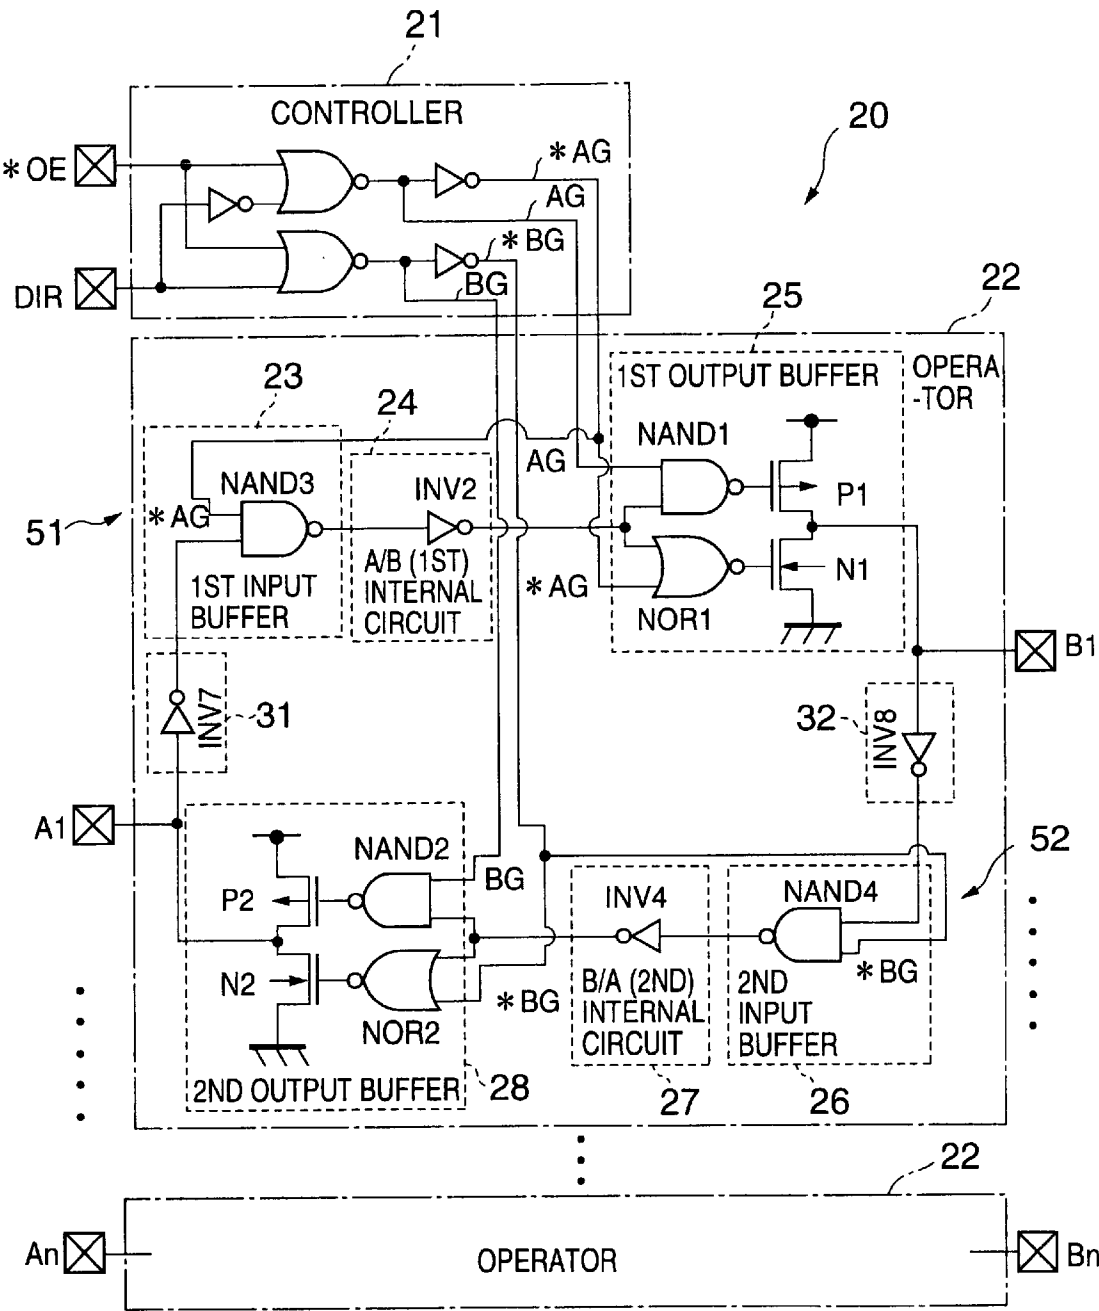 21
CONTROLLER
20
*OE
*AG
AG
*BG
BG
DIR
22
25
23
24
1ST OUTPUT BUFFER
OPERA
-TOR
NAND1
AG
NAND3
INV2
P1
51
*AG
A/B (1ST)
INTERNAL
CIRCUIT
N1
1ST INPUT
BUFFER
*AG
NOR1
B1
INV7
31
32
INV8
A1
NAND2
BG
52
P2
INV4
NAND4
N2
*BG
*BG
NOR2
B/A (2ND)
INTERNAL
CIRCUIT
2ND
INPUT
BUFFER
2ND OUTPUT BUFFER
28
27
26
22
An
OPERATOR
Bn